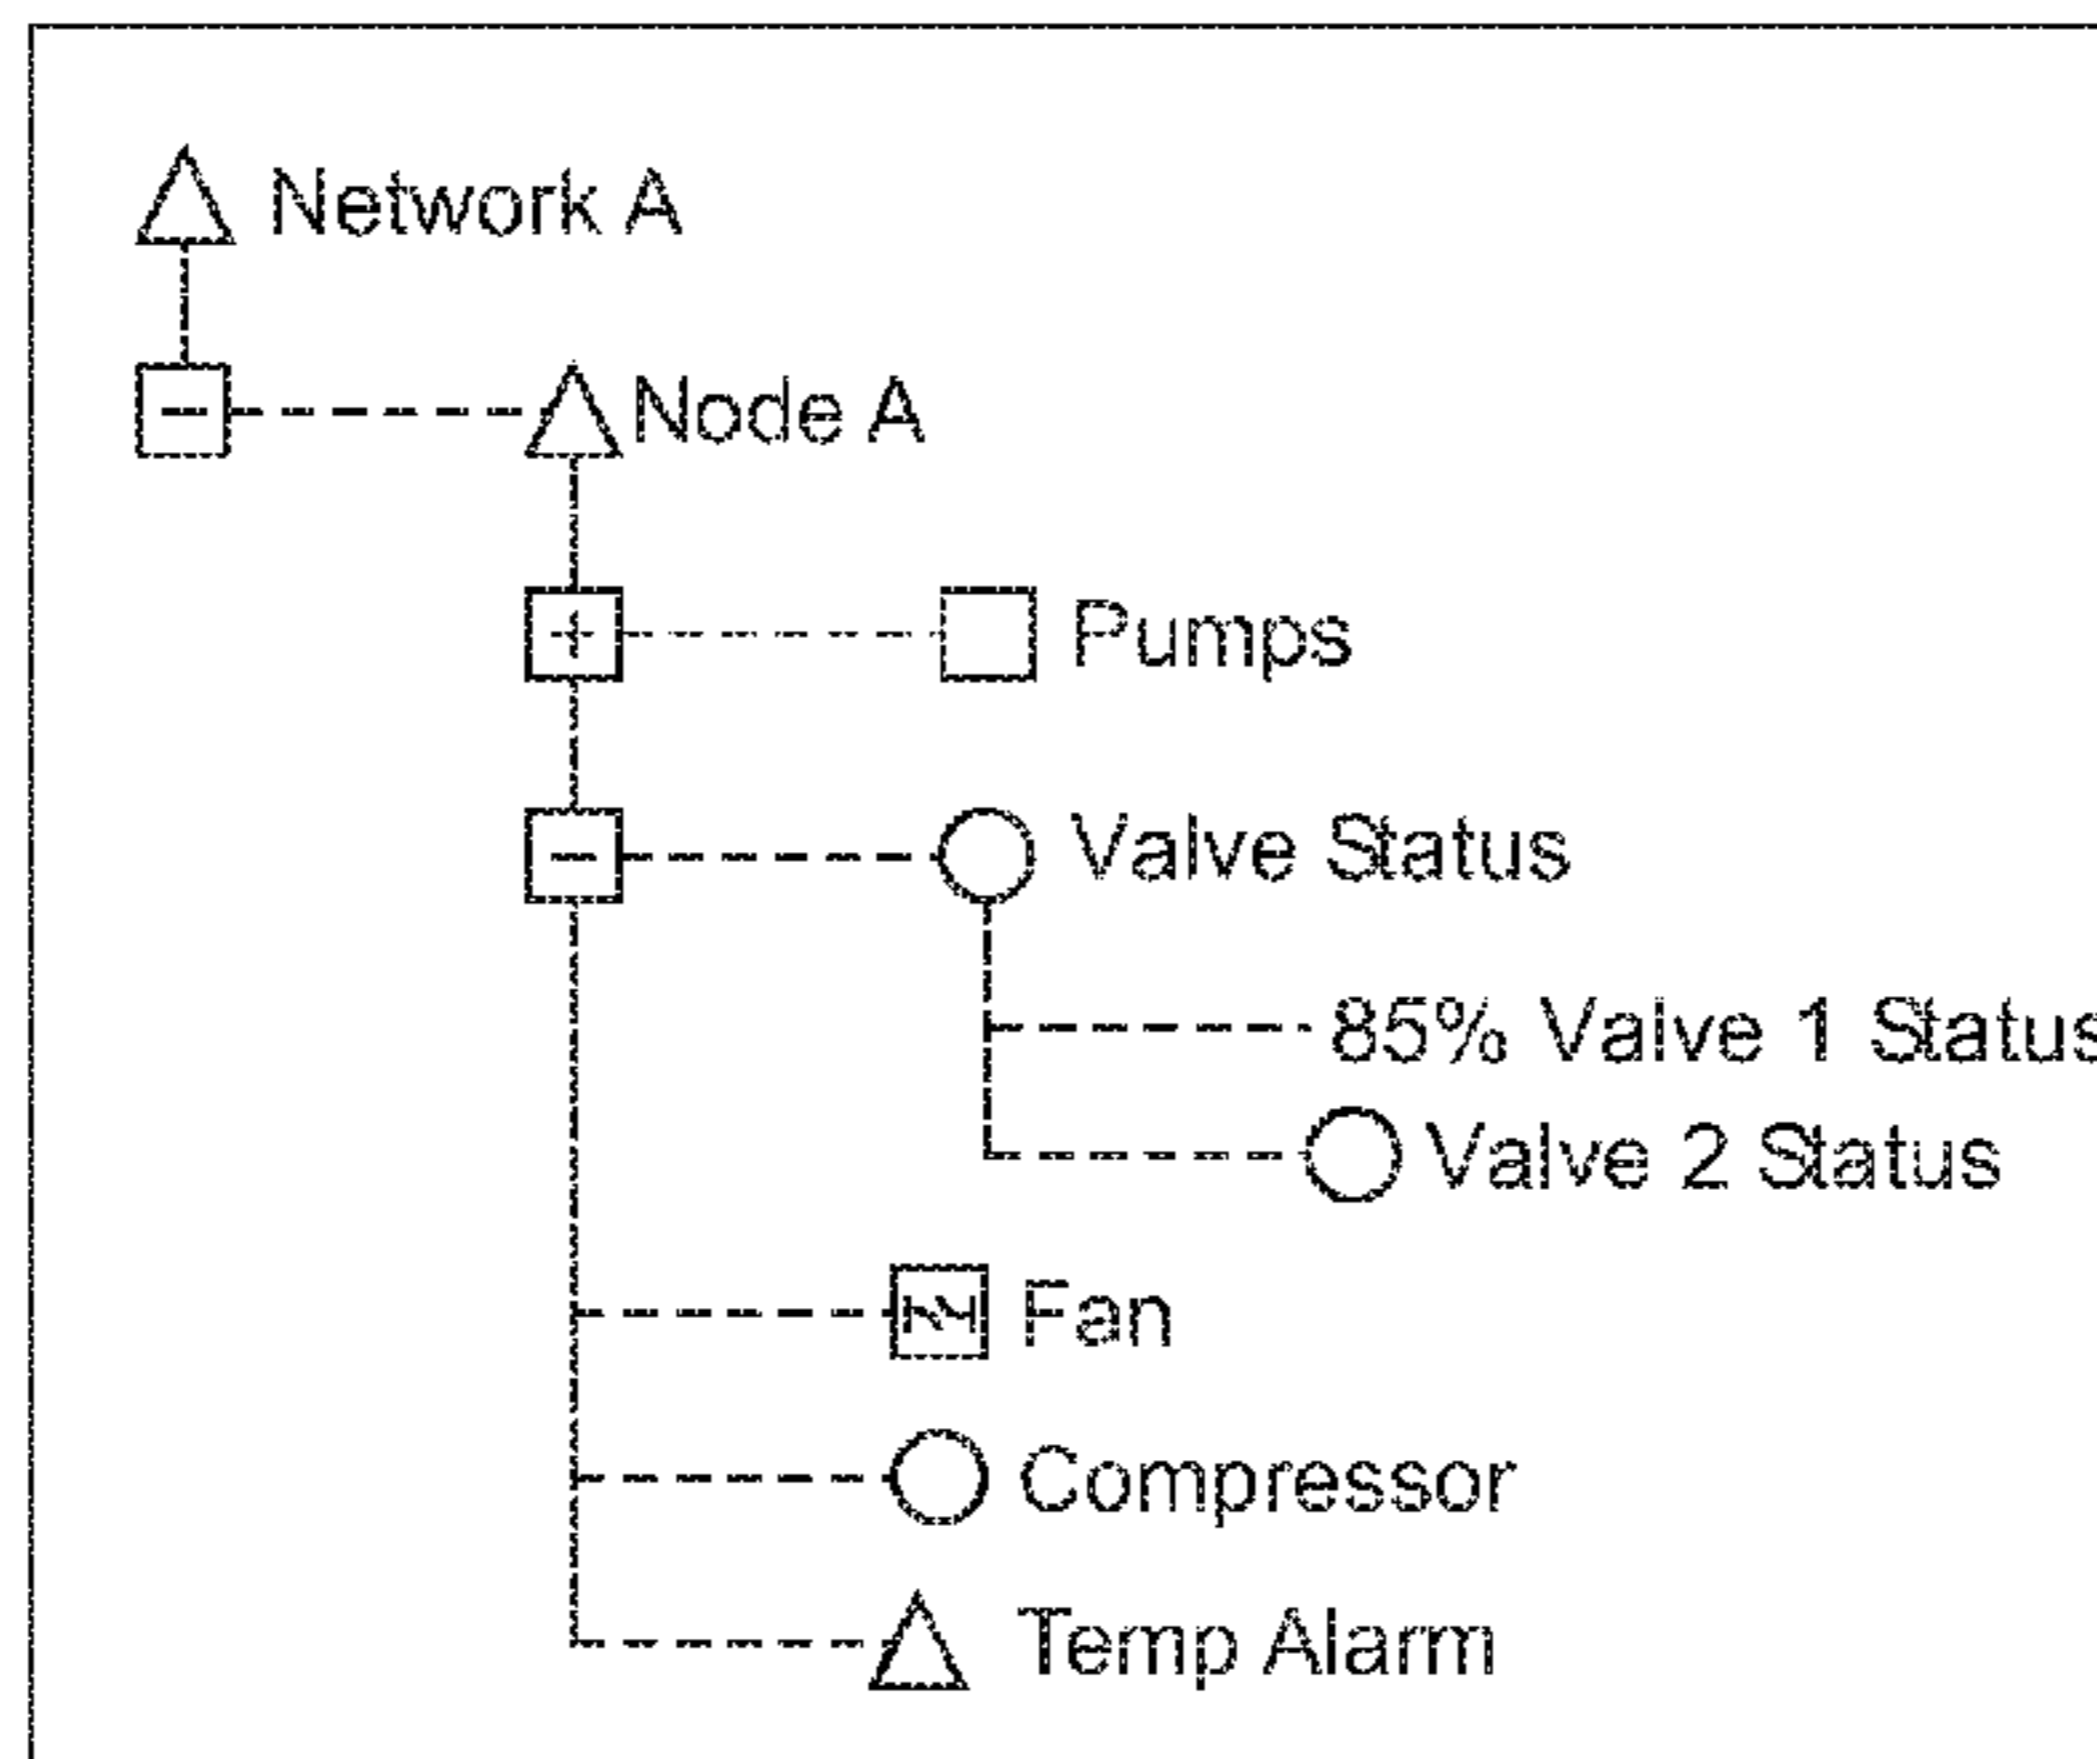 Network A
Node A
Pumps
Valve Status
85% Valve 1 Status
Valve 2 Status
Fan
Compressor
Temp Alarm